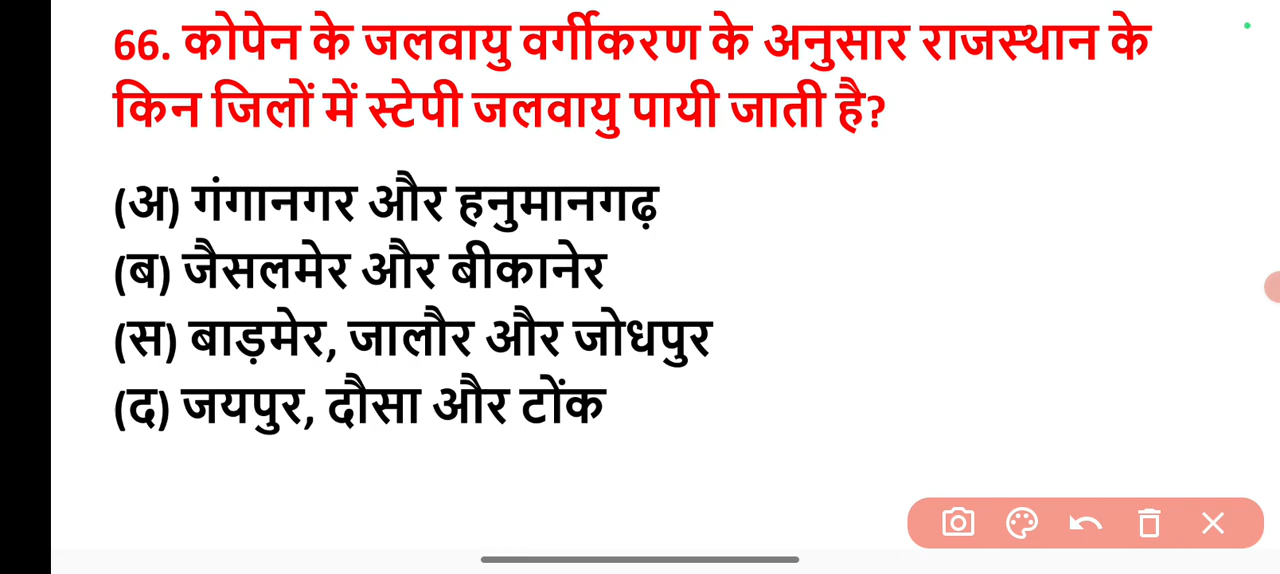 66. कोपेन के जलवायु वर्गीकरण के अनुसार राजस्थान के
किन जिलों में स्टेपी जलवायु पायी जाती है?
(अ) गंगानगर और हनुमानगढ़
(ब) जैसलमेर और बीकानेर
(स) बाड़मेर, जालौर और जोधपुर
(द) जयपुर, दौसा और टोंक